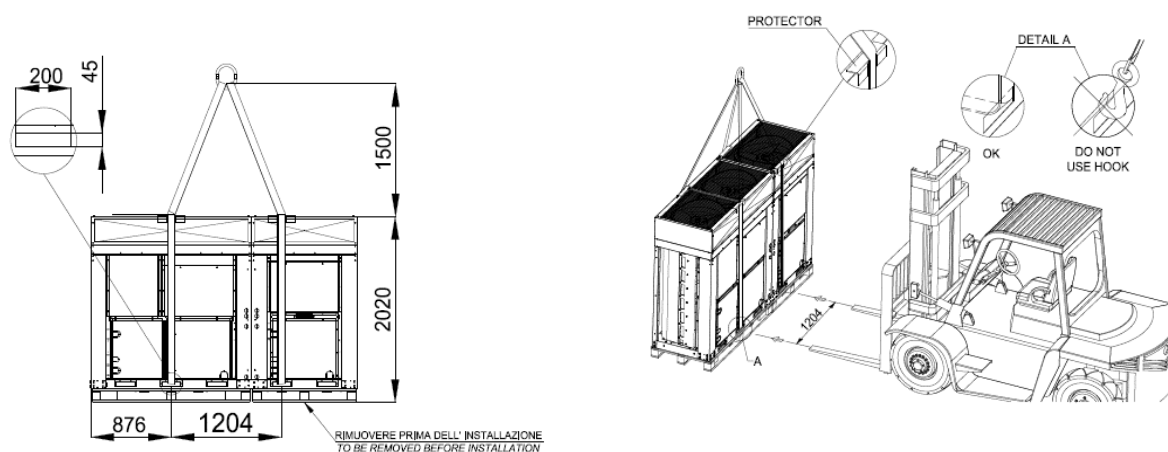 200
45
1500
2020
876
1204
RIMUOVERE PRIMA DELL' INSTALLAZIONE
TO BE REMOVED BEFORE INSTALLATION
PROTECTOR
DETAIL A
OK
DO NOT
USE HOOK
1204
A